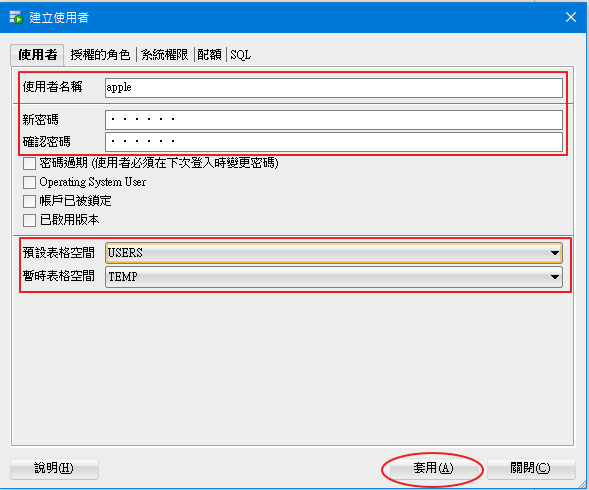 建立使用者
使用者 授權的角色 系統權限 配額 SQL
使用者名稱 apple
新密碼 ······
確認密碼 ······
密碼過期 (使用者必須在下次登入時變更密碼)
Operating System User
帳戶已被鎖定
已啟用版本
預設表格空間 USERS
暫時表格空間 TEMP
說明(H) 套用(A) 關閉(C)